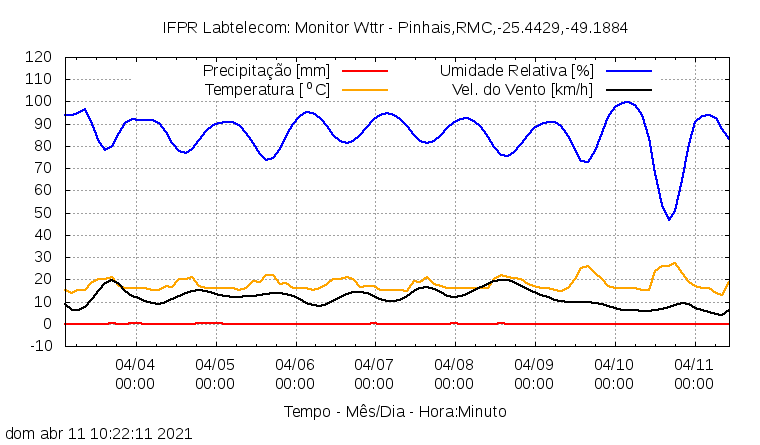 IFPR Labtelecom: Monitor Wttr - Pinhais,RMC,-25.4429,-49.1884
Precipitação [mm]
Umidade Relativa [%]
Temperatura [⁰C]
Vel. do Vento [km/h]
120
110
100
90
80
70
60
50
40
30
20
10
0
-10
04/04 04/05 04/06 04/07 04/08 04/09 04/10 04/11
00:00 00:00 00:00 00:00 00:00 00:00 00:00 00:00
Tempo - Mês/Dia - Hora:Minuto
dom abr 11 10:22:11 2021